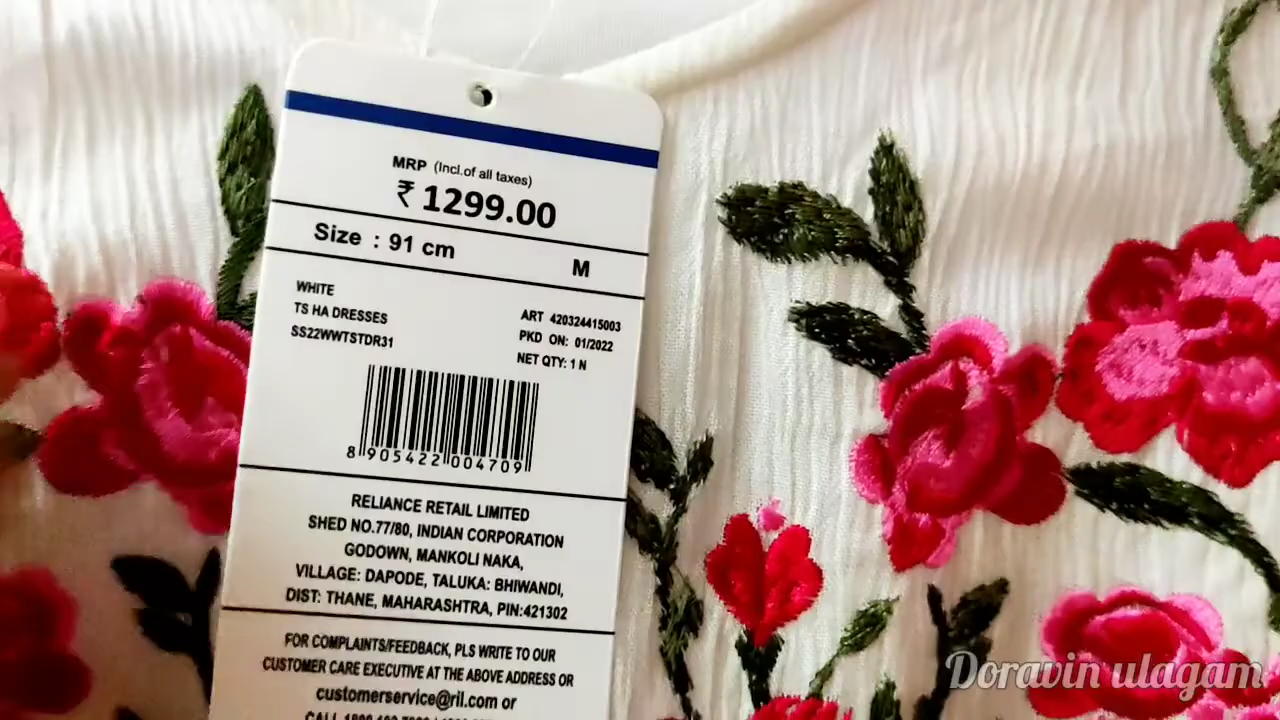 MRP (Incl.of all taxes)
₹ 1299.00
Size : 91 cm M
WHITE
TS HA DRESSES
SS22WWTSTDR31
ART 420324415003
PKD ON: 01/2022
NET QTY: 1 N
8 905422 004709
RELIANCE RETAIL LIMITED
SHED NO.77/80, INDIAN CORPORATION
GODOWN, MANKOLI NAKA,
VILLAGE: DAPODE, TALUKA: BHIWANDI,
DIST: THANE, MAHARASHTRA, PIN:421302
FOR COMPLAINTS/FEEDBACK, PLS WRITE TO OUR
CUSTOMER CARE EXECUTIVE AT THE ABOVE ADDRESS OR
customerservice@ril.com or
CALL
Doravin ulagam